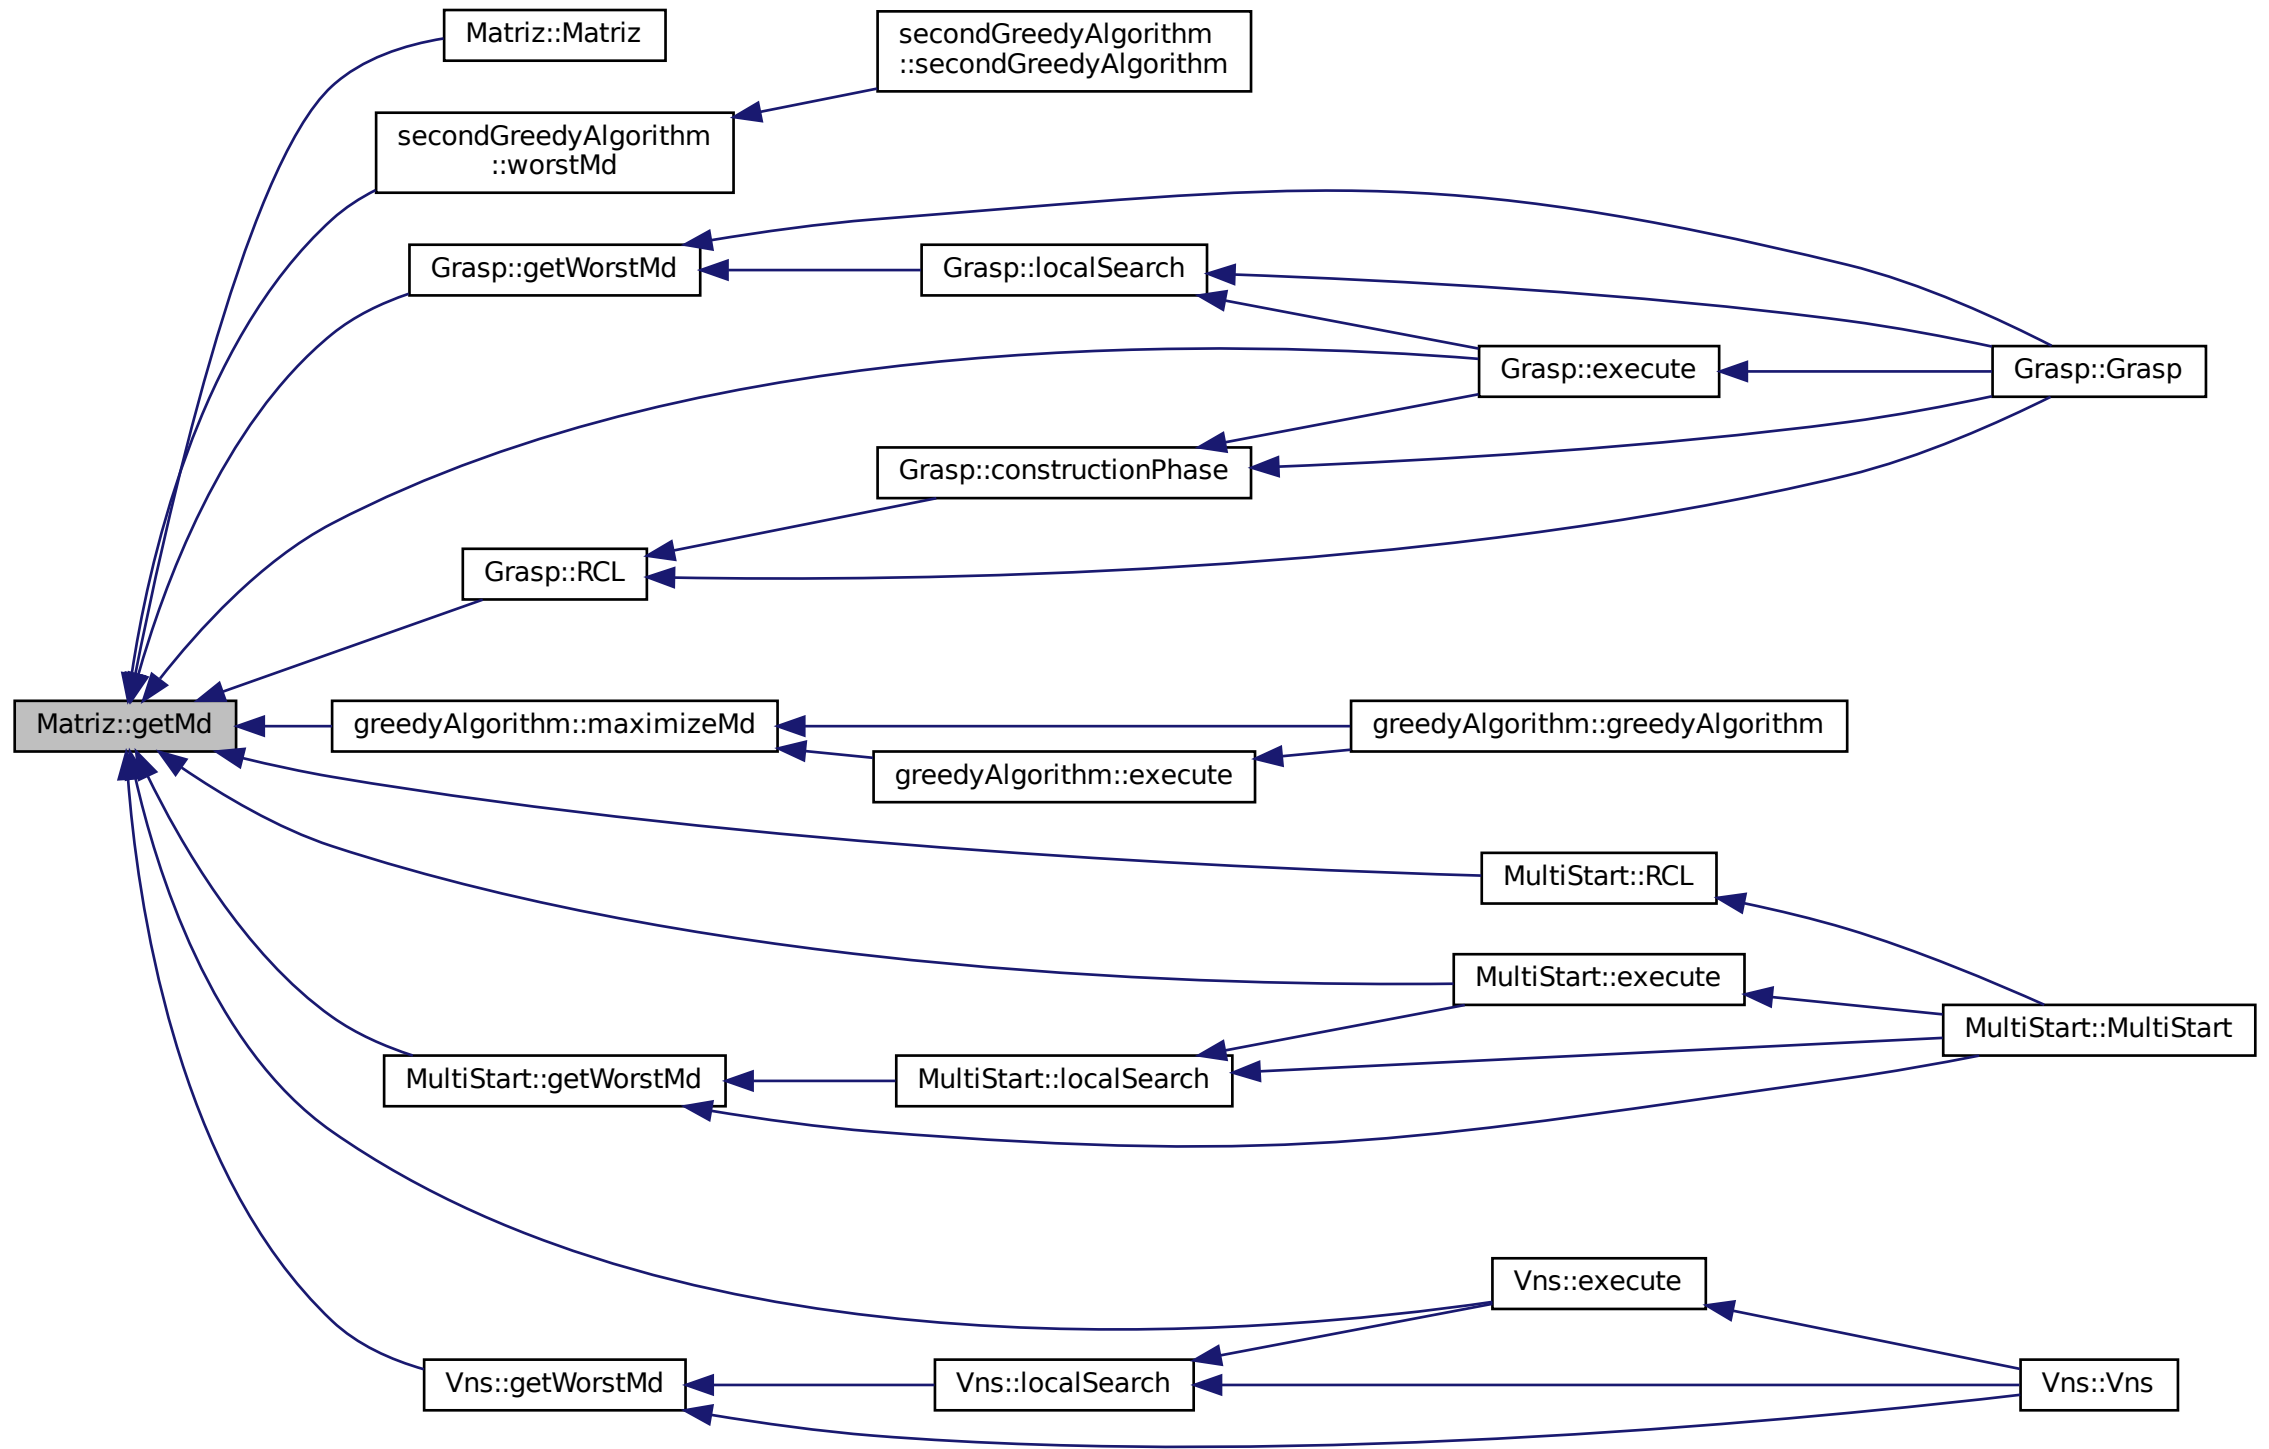 Matriz::Matriz
secondGreedyAlgorithm
::secondGreedyAlgorithm
secondGreedyAlgorithm
::worstMd
Grasp::getWorstMd
Grasp::localSearch
Grasp::execute
Grasp::Grasp
Grasp::constructionPhase
Grasp::RCL
Matriz::getMd
greedyAlgorithm::maximizeMd
greedyAlgorithm::greedyAlgorithm
greedyAlgorithm::execute
MultiStart::RCL
MultiStart::execute
MultiStart::MultiStart
MultiStart::getWorstMd
MultiStart::localSearch
Vns::execute
Vns::getWorstMd
Vns::localSearch
Vns::Vns